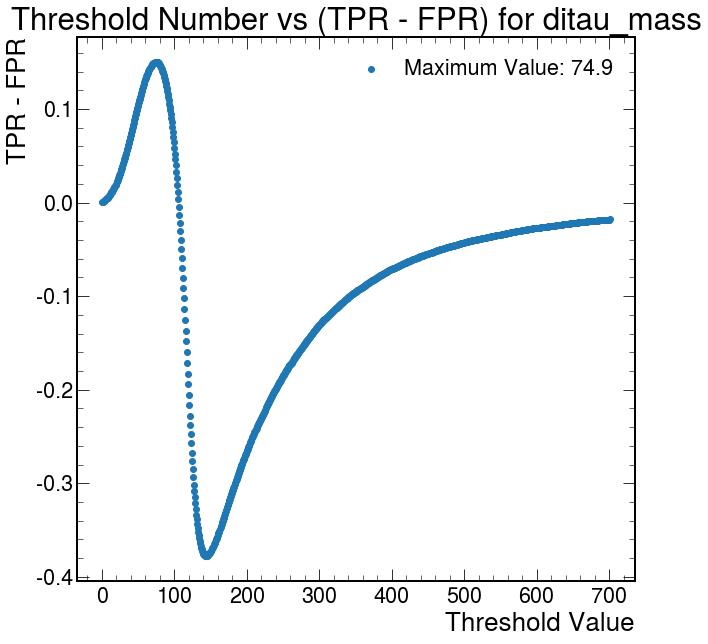 Threshold Number vs (TPR - FPR) for ditau_mass
TPR - FPR
Maximum Value: 74.9
0.1
0.0
-0.1
-0.2
-0.3
-0.4
0 100 200 300 400 500 600 700
Threshold Value